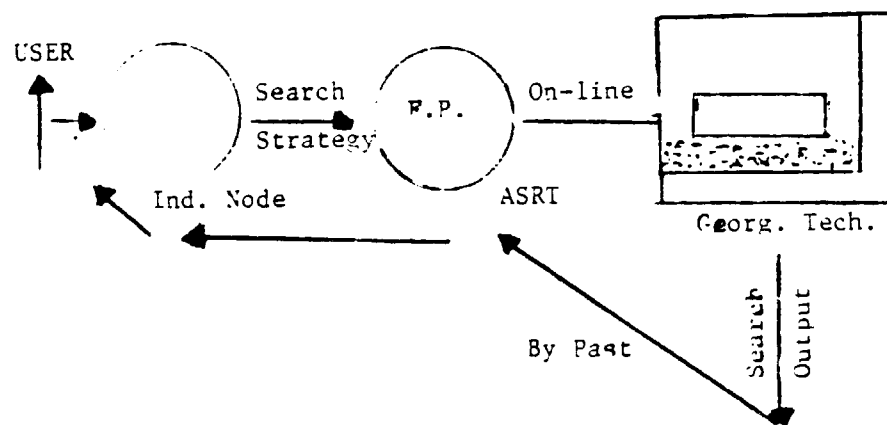 USER
Search
Strategy
F.P.
On-line
Ind. Node
ASRT
Georg. Tech.
By Past
Search
Output